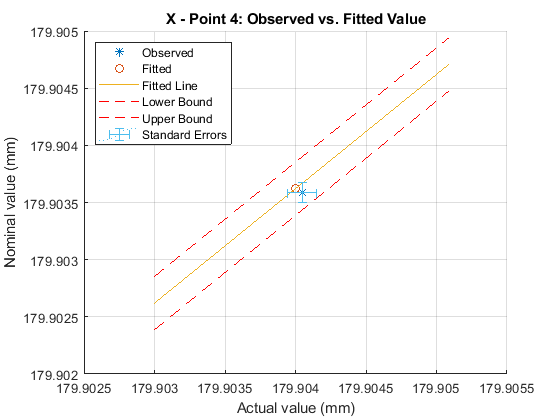 X - Point 4: Observed vs. Fitted Value
179.905
179.9045
179.904
179.9035
179.903
179.9025
179.902
Nominal value (mm)
Observed
Fitted
Fitted Line
Lower Bound
Upper Bound
Standard Errors
179.9025 179.903 179.9035 179.904 179.9045 179.905 179.9055
Actual value (mm)